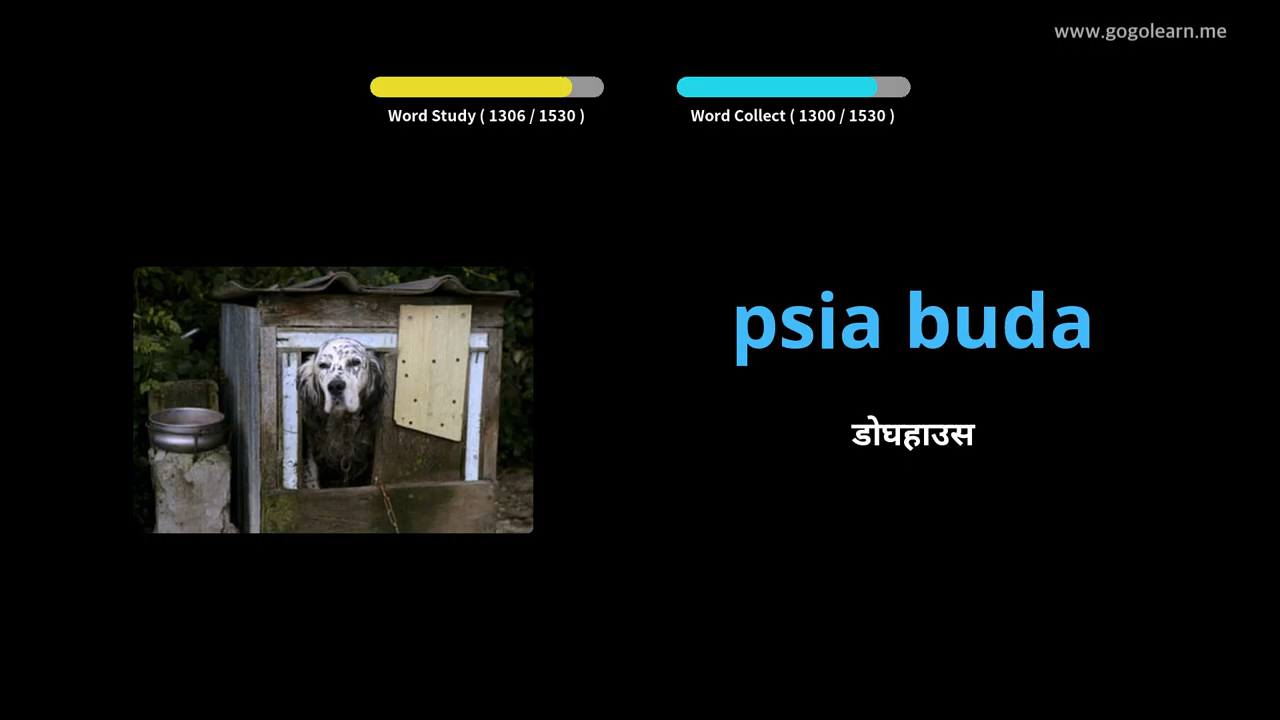 www.gogolearn.me
Word Study ( 1306 / 1530 )
Word Collect ( 1300 / 1530 )
psia buda
डोघहाउस